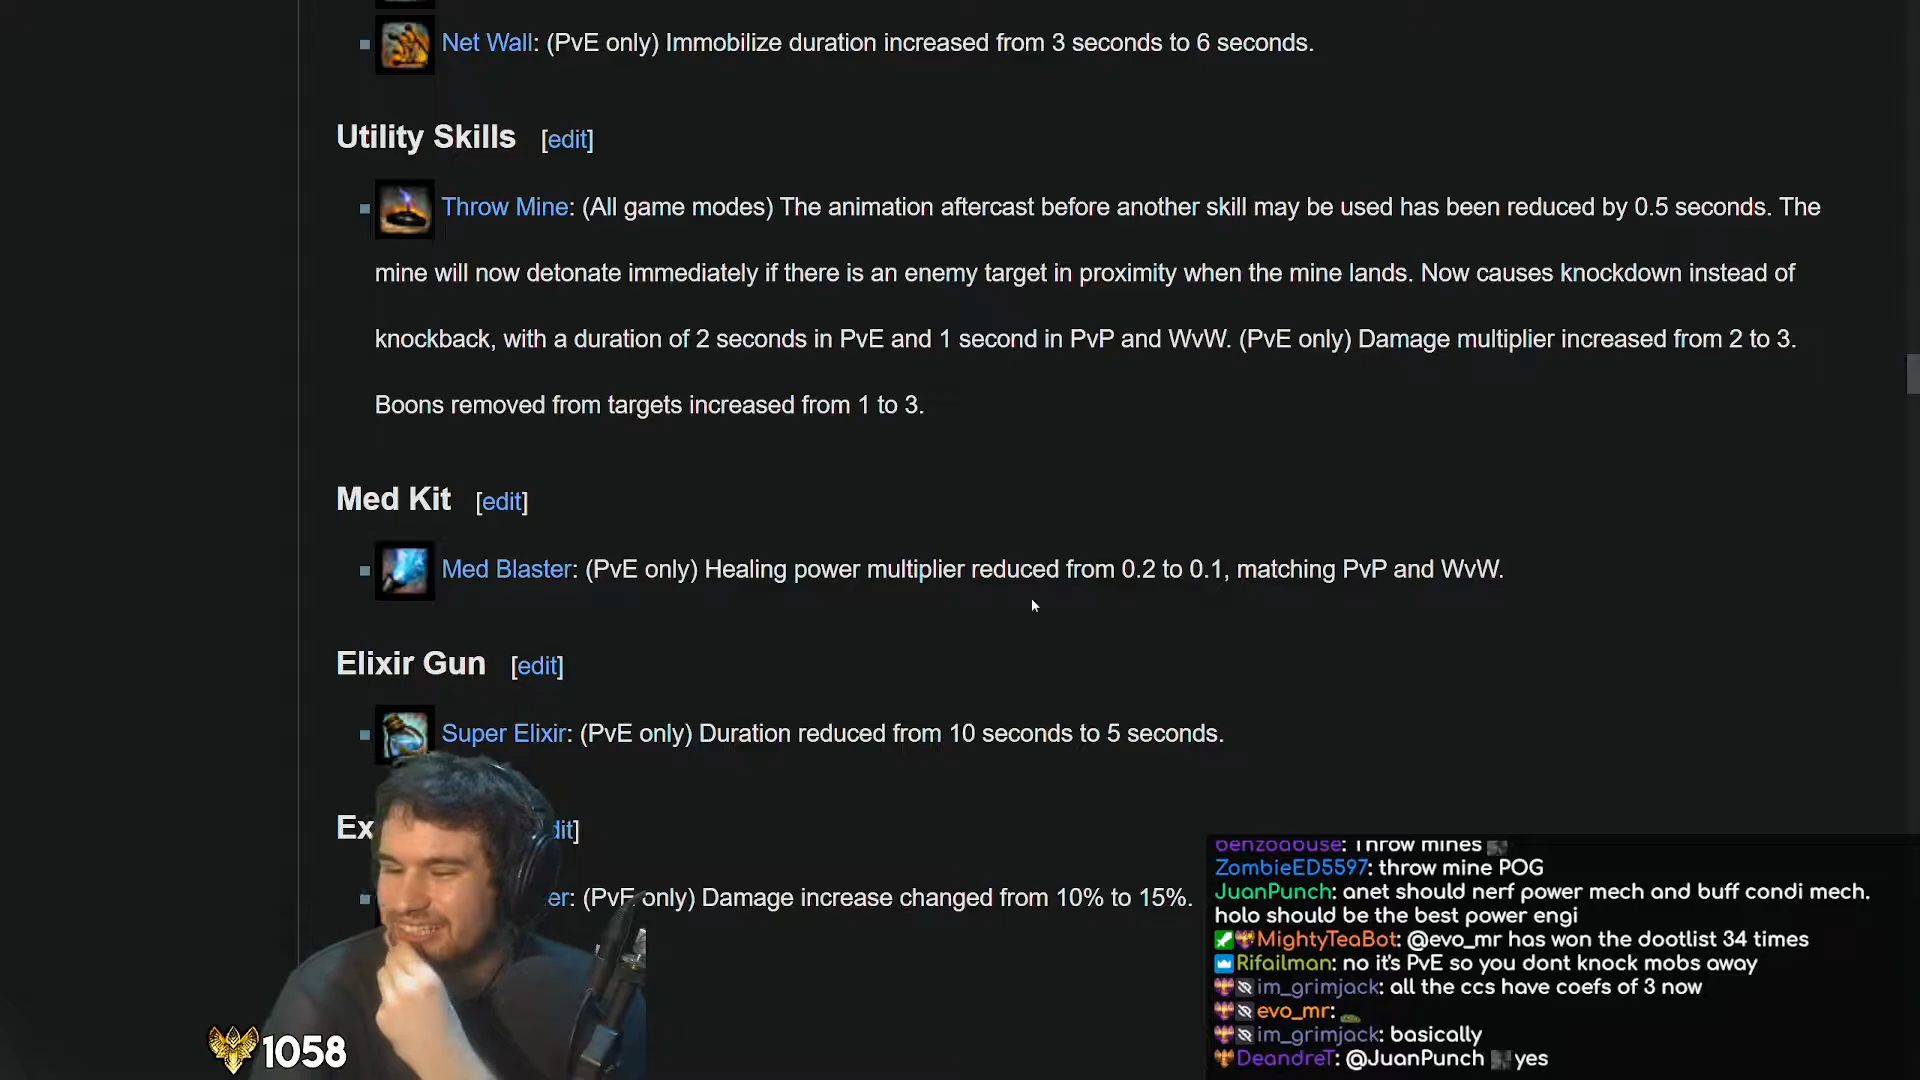 Net Wall: (PvE only) Immobilize duration increased from 3 seconds to 6 seconds.
Utility Skills [edit]
Throw Mine: (All game modes) The animation aftercast before another skill may be used has been reduced by 0.5 seconds. The
mine will now detonate immediately if there is an enemy target in proximity when the mine lands. Now causes knockdown instead of
knockback, with a duration of 2 seconds in PvE and 1 second in PvP and WvW. (PvE only) Damage multiplier increased from 2 to 3.
Boons removed from targets increased from 1 to 3.
Med Kit [edit]
Med Blaster: (PvE only) Healing power multiplier reduced from 0.2 to 0.1, matching PvP and WvW.
Elixir Gun [edit]
Super Elixir: (PvE only) Duration reduced from 10 seconds to 5 seconds.
Ex dit]
er: (PvE only) Damage increase changed from 10% to 15%.
benzoabuse: Throw mines
ZombieED5597: throw mine POG
JuanPunch: anet should nerf power mech and buff condi mech.
holo should be the best power engi
MightyTeaBot: @evo_mr has won the dootlist 34 times
Rifailman: no it's PvE so you dont knock mobs away
im_grimjack: all the ccs have coefs of 3 now
evo_mr:
im_grimjack: basically
DeandreT: @JuanPunch yes
1058